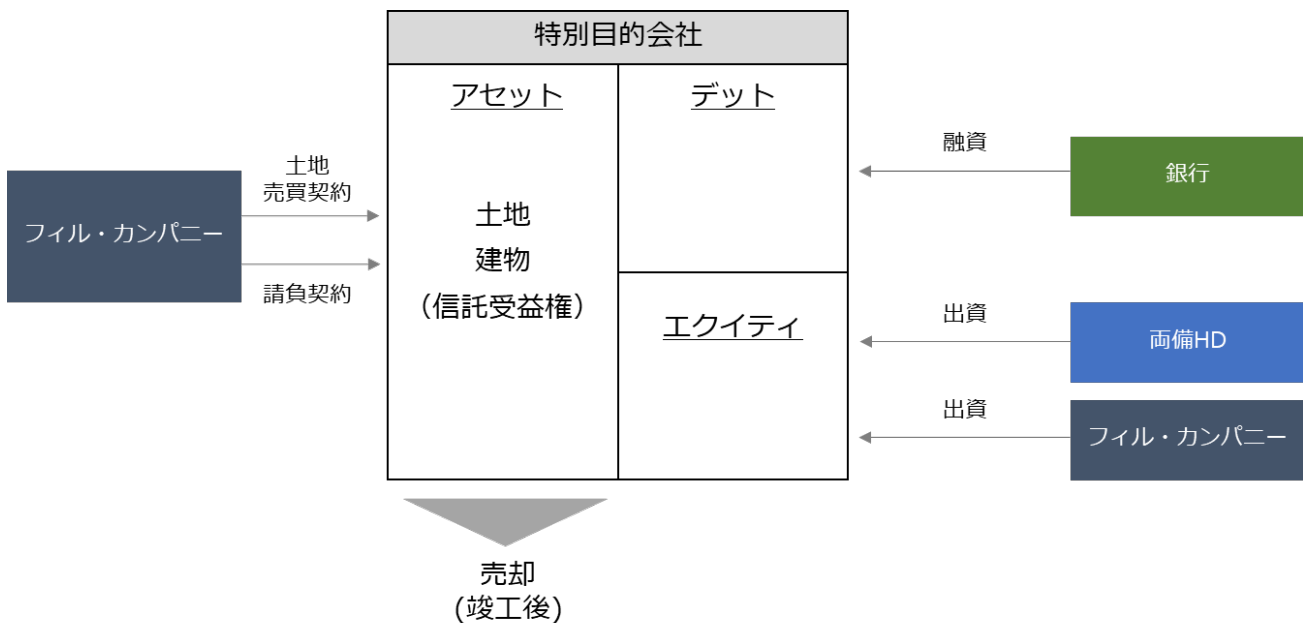 特別目的会社
アセット
デット
土地
売買契約
フィル・カンパニー
請負契約
土地
建物
（信託受益権）
エクイティ
融資
銀行
出資
両備HD
出資
フィル・カンパニー
売却
(竣工後)